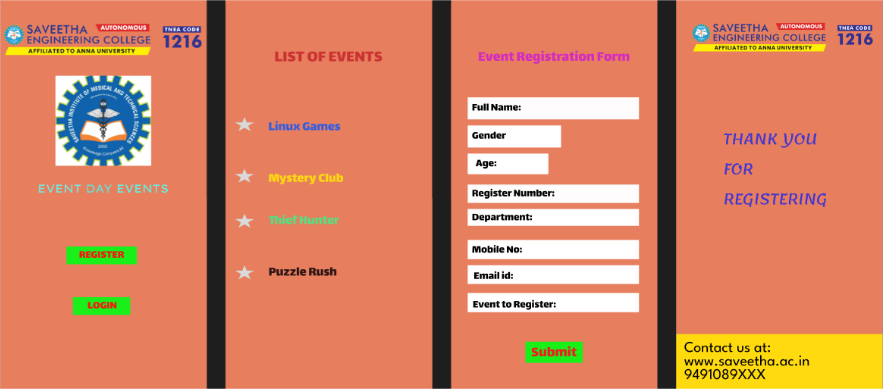 SAVEETHA AUTONOMOUS
ENGINEERING COLLEGE
AFFILIATED TO ANNA UNIVERSITY
TNEA CODE
1216
SAVEETHA INSTITUTE OF MEDICAL AND TECHNICAL SCIENCES
EVENT DAY EVENTS
REGISTER
LOGIN
LIST OF EVENTS
Linux Games
Mystery Club
Thief Hunter
Puzzle Rush
Event Registration Form
Full Name:
Gender
Age:
Register Number:
Department:
Mobile No:
Email id:
Event to Register:
Submit
SAVEETHA AUTONOMOUS
ENGINEERING COLLEGE
AFFILIATED TO ANNA UNIVERSITY
TNEA CODE
1216
THANK YOU
FOR
REGISTERING
Contact us at:
www.saveetha.ac.in
9491089XXX